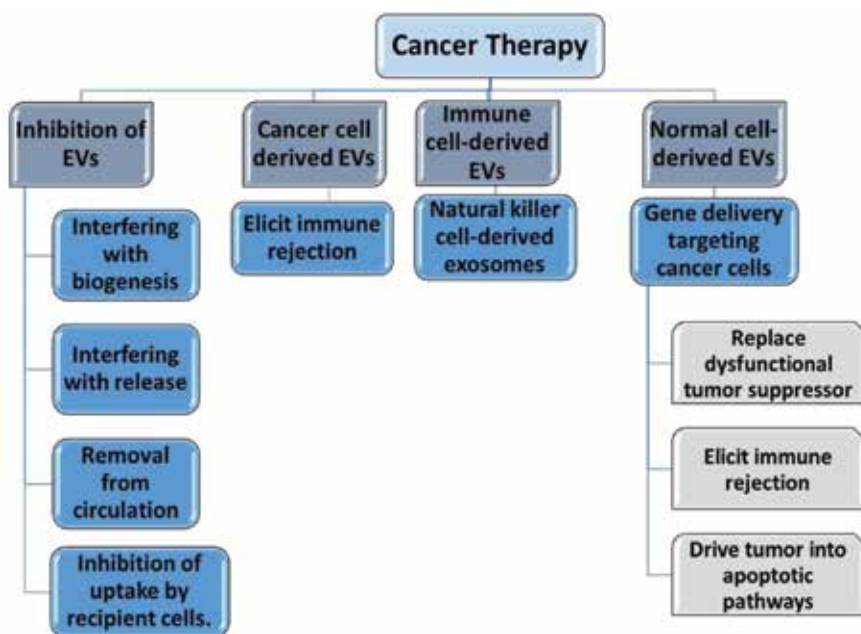 Cancer Therapy
Inhibition of
EVs
Interfering
with
biogenesis
Interfering
with release
Removal
from
circulation
Inhibition of
uptake by
recipient cells.
Cancer cell
derived EVs
Elicit immune
rejection
Immune
cell-derived
EVs
Natural killer
cell-derived
exosomes
Normal cell-
derived EVs
Gene delivery
targeting
cancer cells
Replace
dysfunctional
tumor suppressor
Elicit immune
rejection
Drive tumor into
apoptotic
pathways